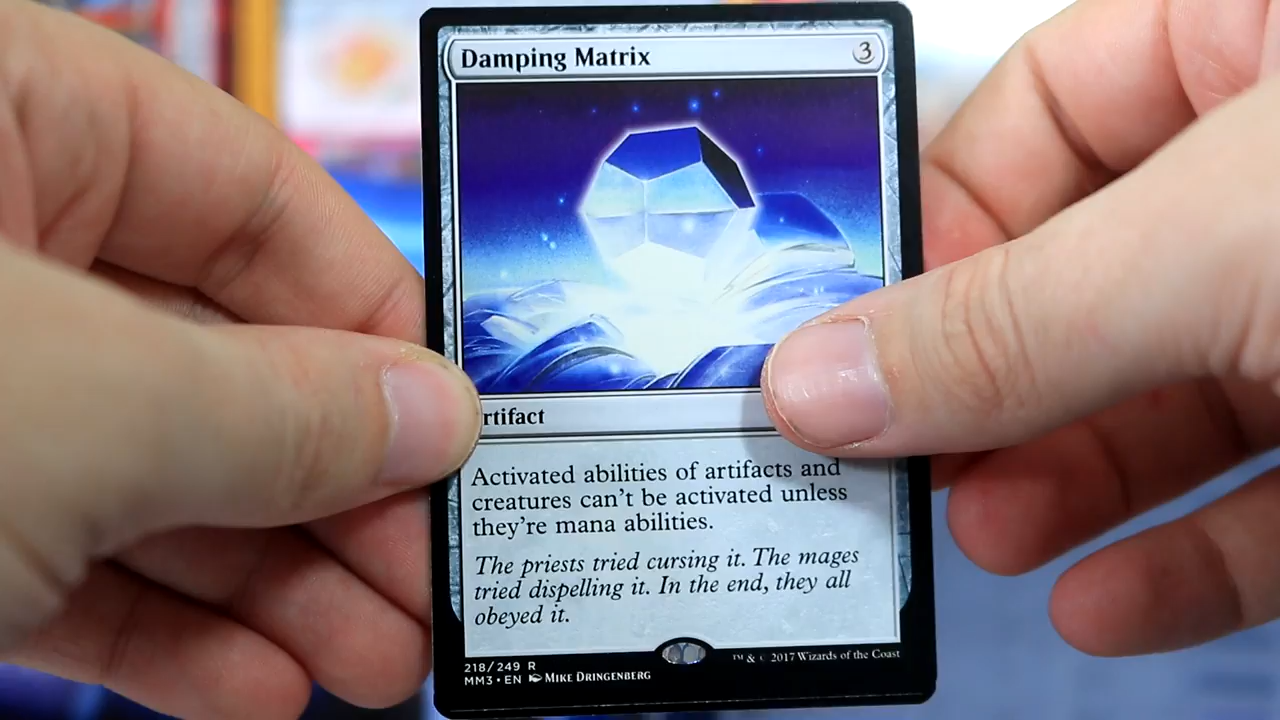 Damping Matrix 3
rtifact
Activated abilities of artifacts and
creatures can't be activated unless
they're mana abilities.
The priests tried cursing it. The mages
tried dispelling it. In the end, they all
obeyed it.
218/249 R
MM3 • EN Mike Dringenberg
™ & © 2017 Wizards of the Coast